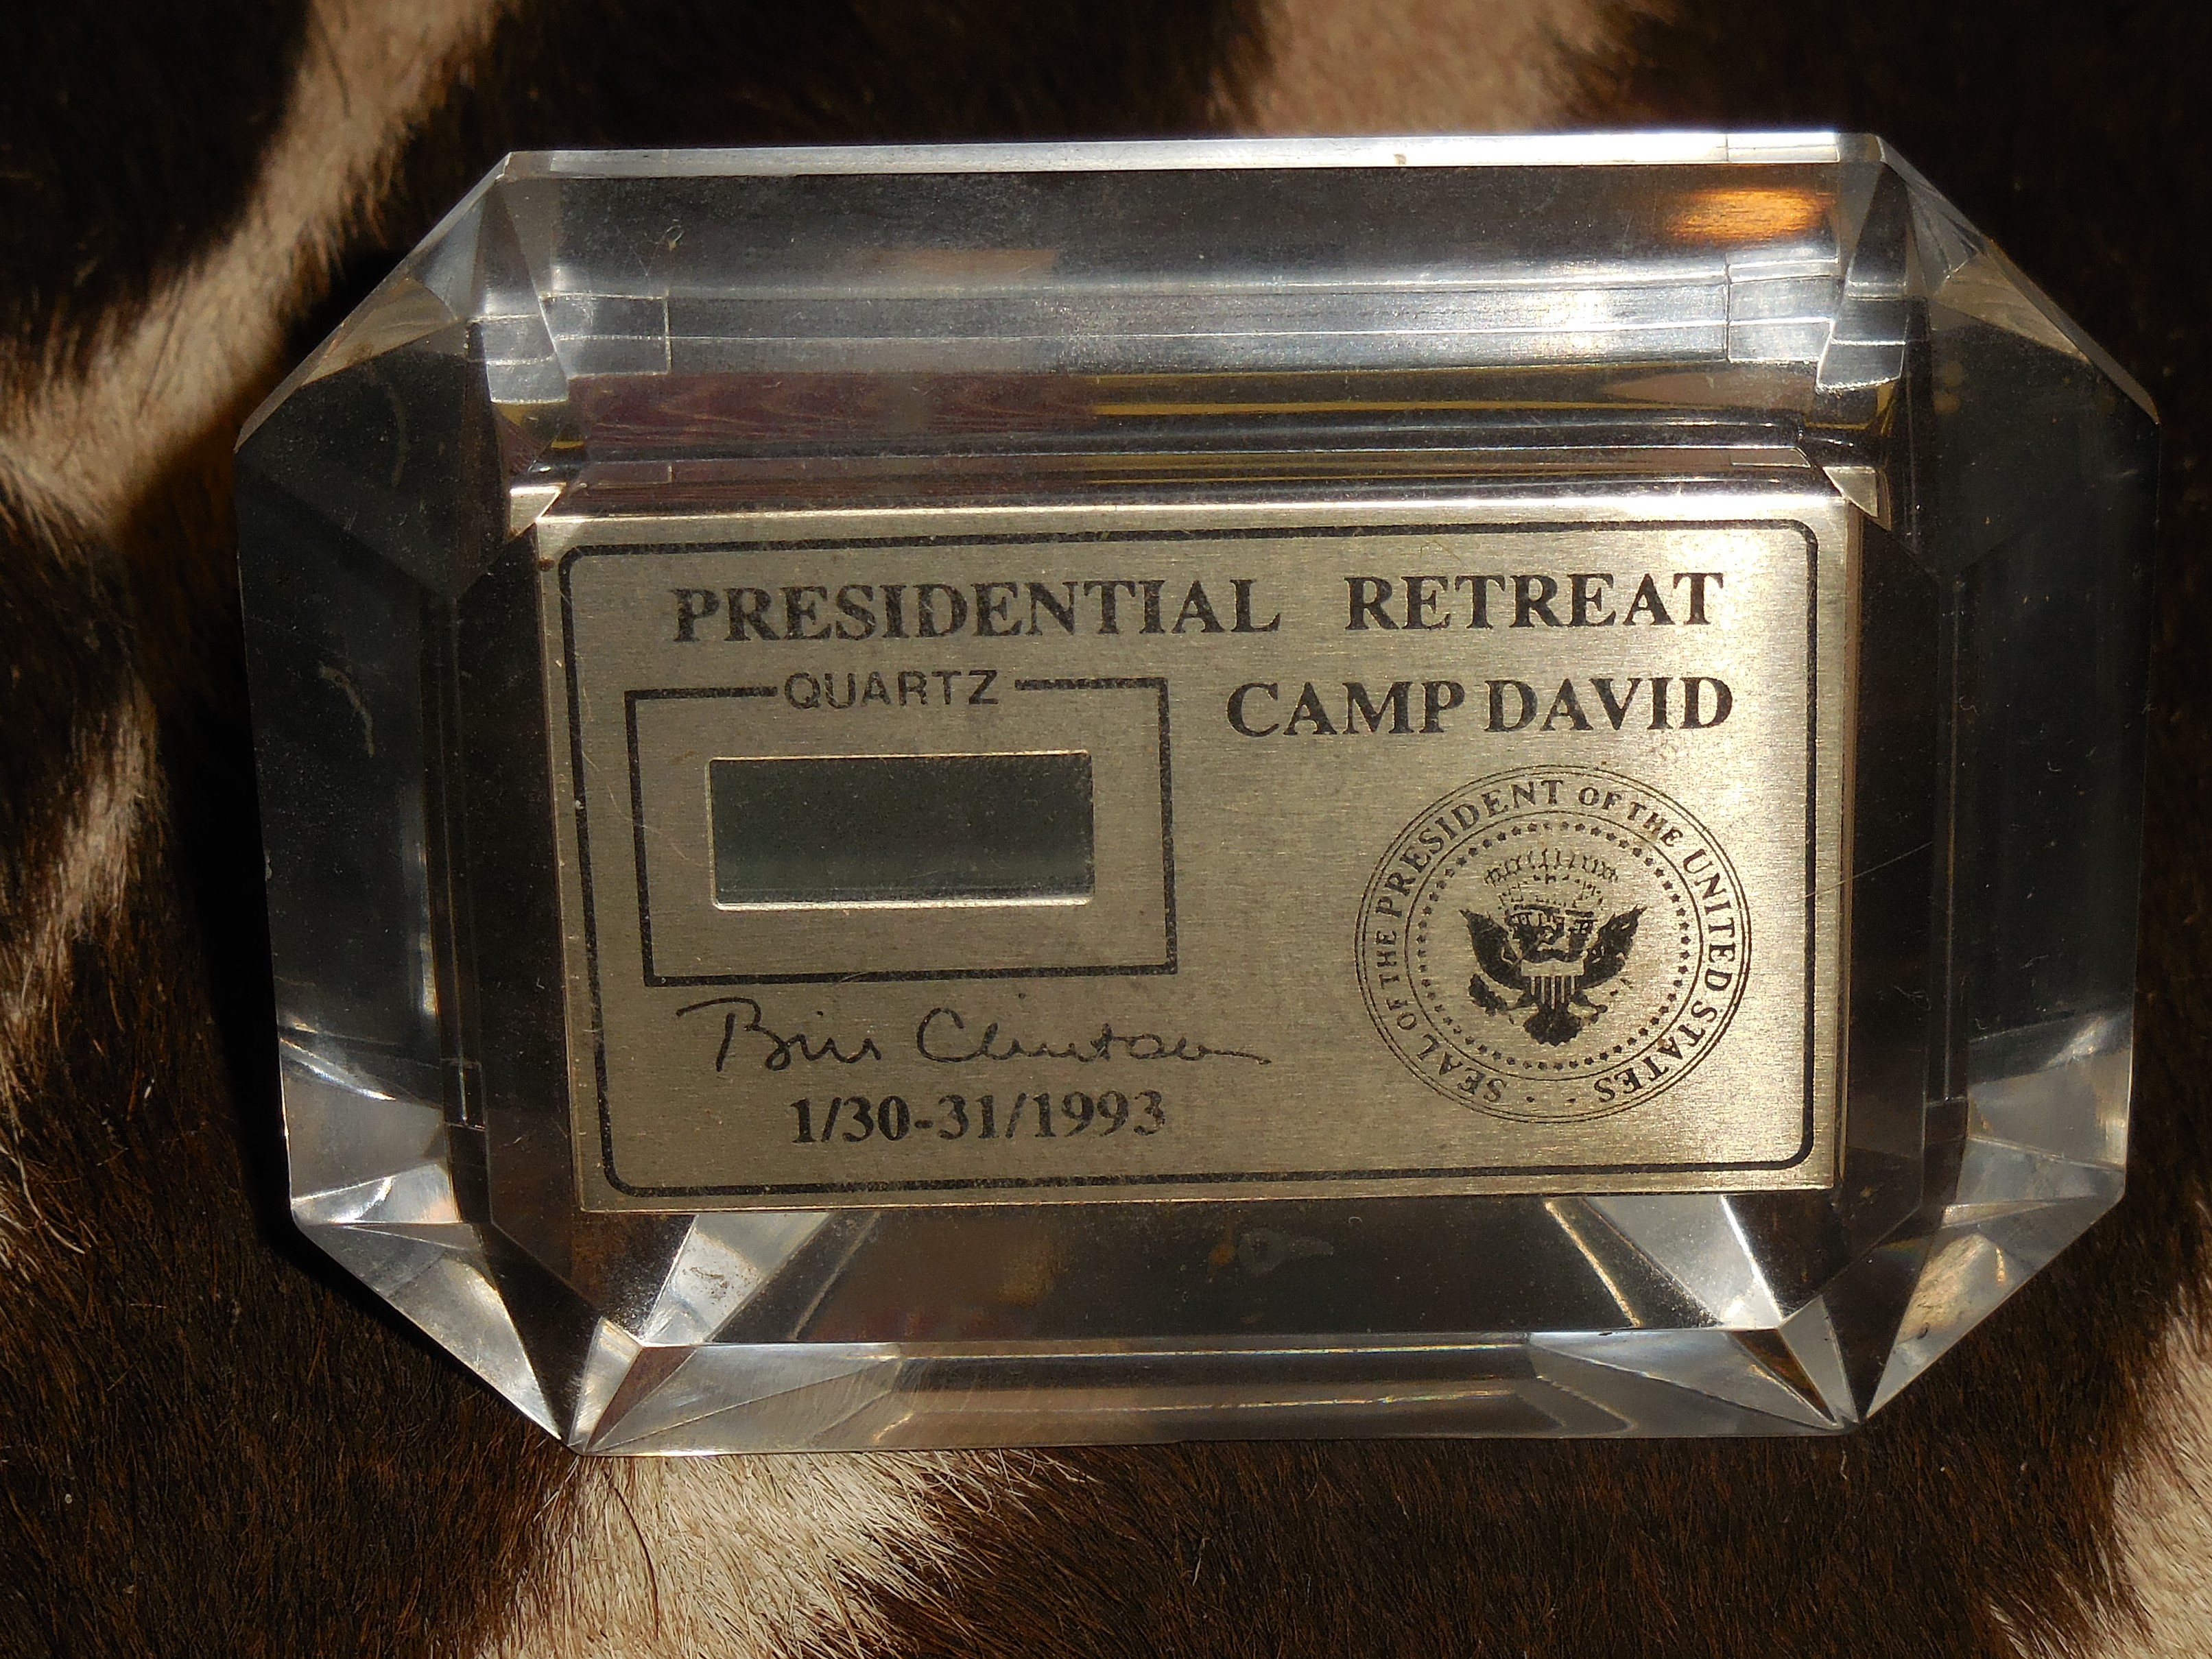 PRESIDENTIAL RETREAT
QUARTZ
CAMP DAVID
SEAL OF THE PRESIDENT OF THE UNITED STATES
Bill Clinton
1/30-31/1993